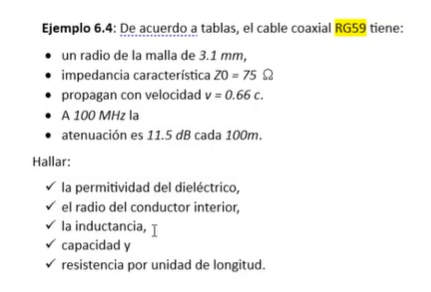 Ejemplo 6.4: De acuerdo a tablas, el cable coaxial RG59 tiene:
• un radio de la malla de 3.1 mm,
• impedancia característica Z0 = 75 Ω
• propagan con velocidad v = 0.66 c.
• A 100 MHz la
• atenuación es 11.5 dB cada 100m.
Hallar:
✓ la permitividad del dieléctrico,
✓ el radio del conductor interior,
✓ la inductancia,
✓ capacidad y
✓ resistencia por unidad de longitud.